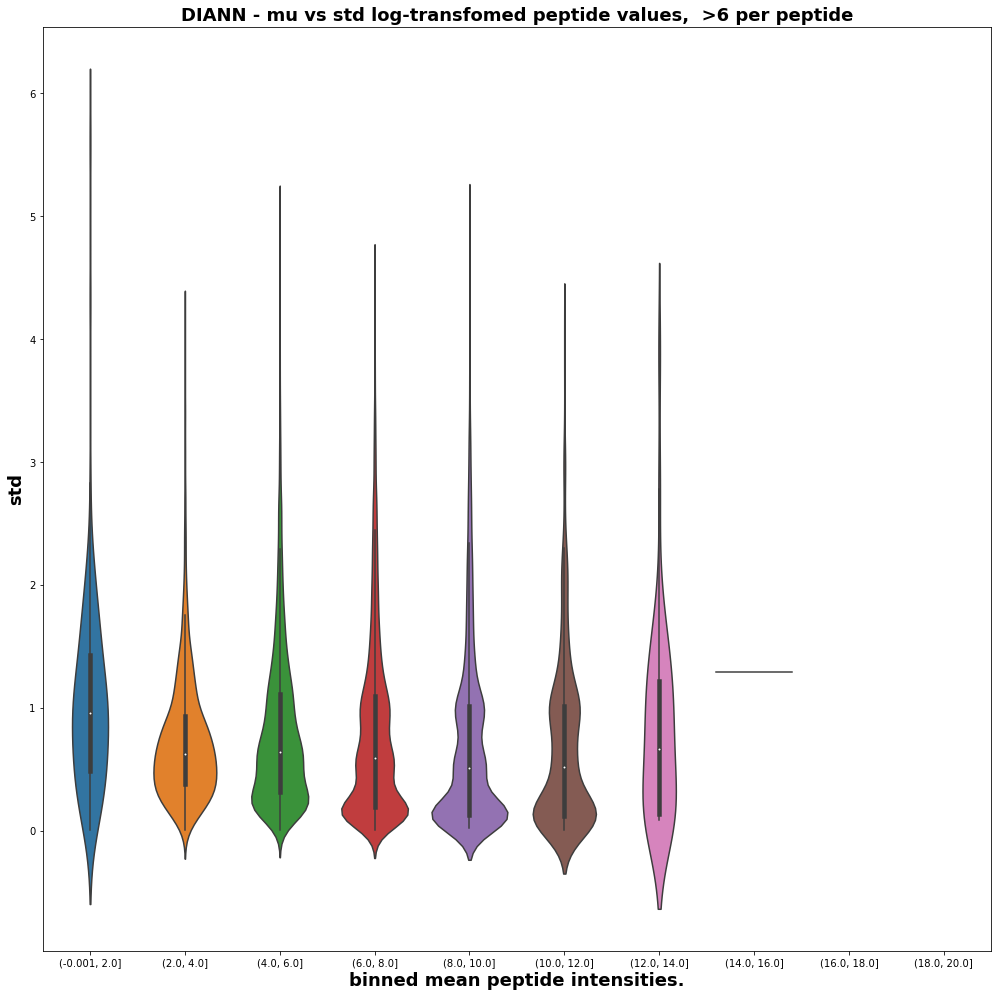 DIANN - mu vs std log-transfomed peptide values,  >6 per peptide
6
5
4
3
2
1
0
std
(-0.001, 2.0] (2.0, 4.0] (4.0, 6.0] (6.0, 8.0] (8.0, 10.0] (10.0, 12.0] (12.0, 14.0] (14.0, 16.0] (16.0, 18.0] (18.0, 20.0]
binned mean peptide intensities.